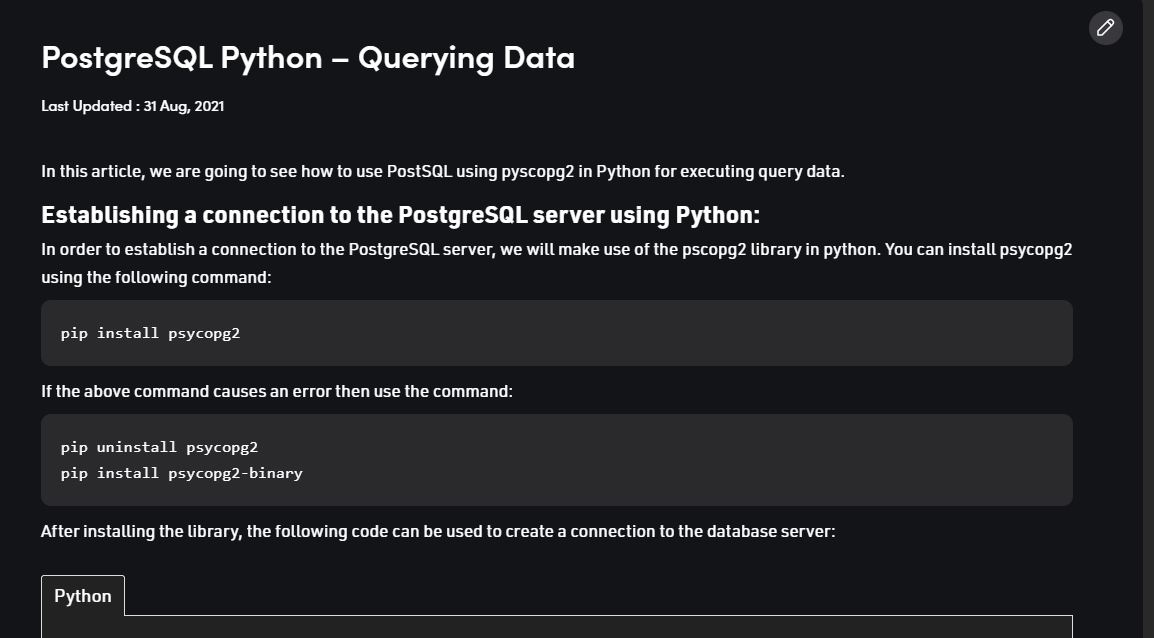 PostgreSQL Python – Querying Data
Last Updated : 31 Aug, 2021
In this article, we are going to see how to use PostSQL using pyscopg2 in Python for executing query data.
Establishing a connection to the PostgreSQL server using Python:
In order to establish a connection to the PostgreSQL server, we will make use of the pscopg2 library in python. You can install psycopg2
using the following command:
pip install psycopg2
If the above command causes an error then use the command:
pip uninstall psycopg2
pip install psycopg2-binary
After installing the library, the following code can be used to create a connection to the database server:
Python